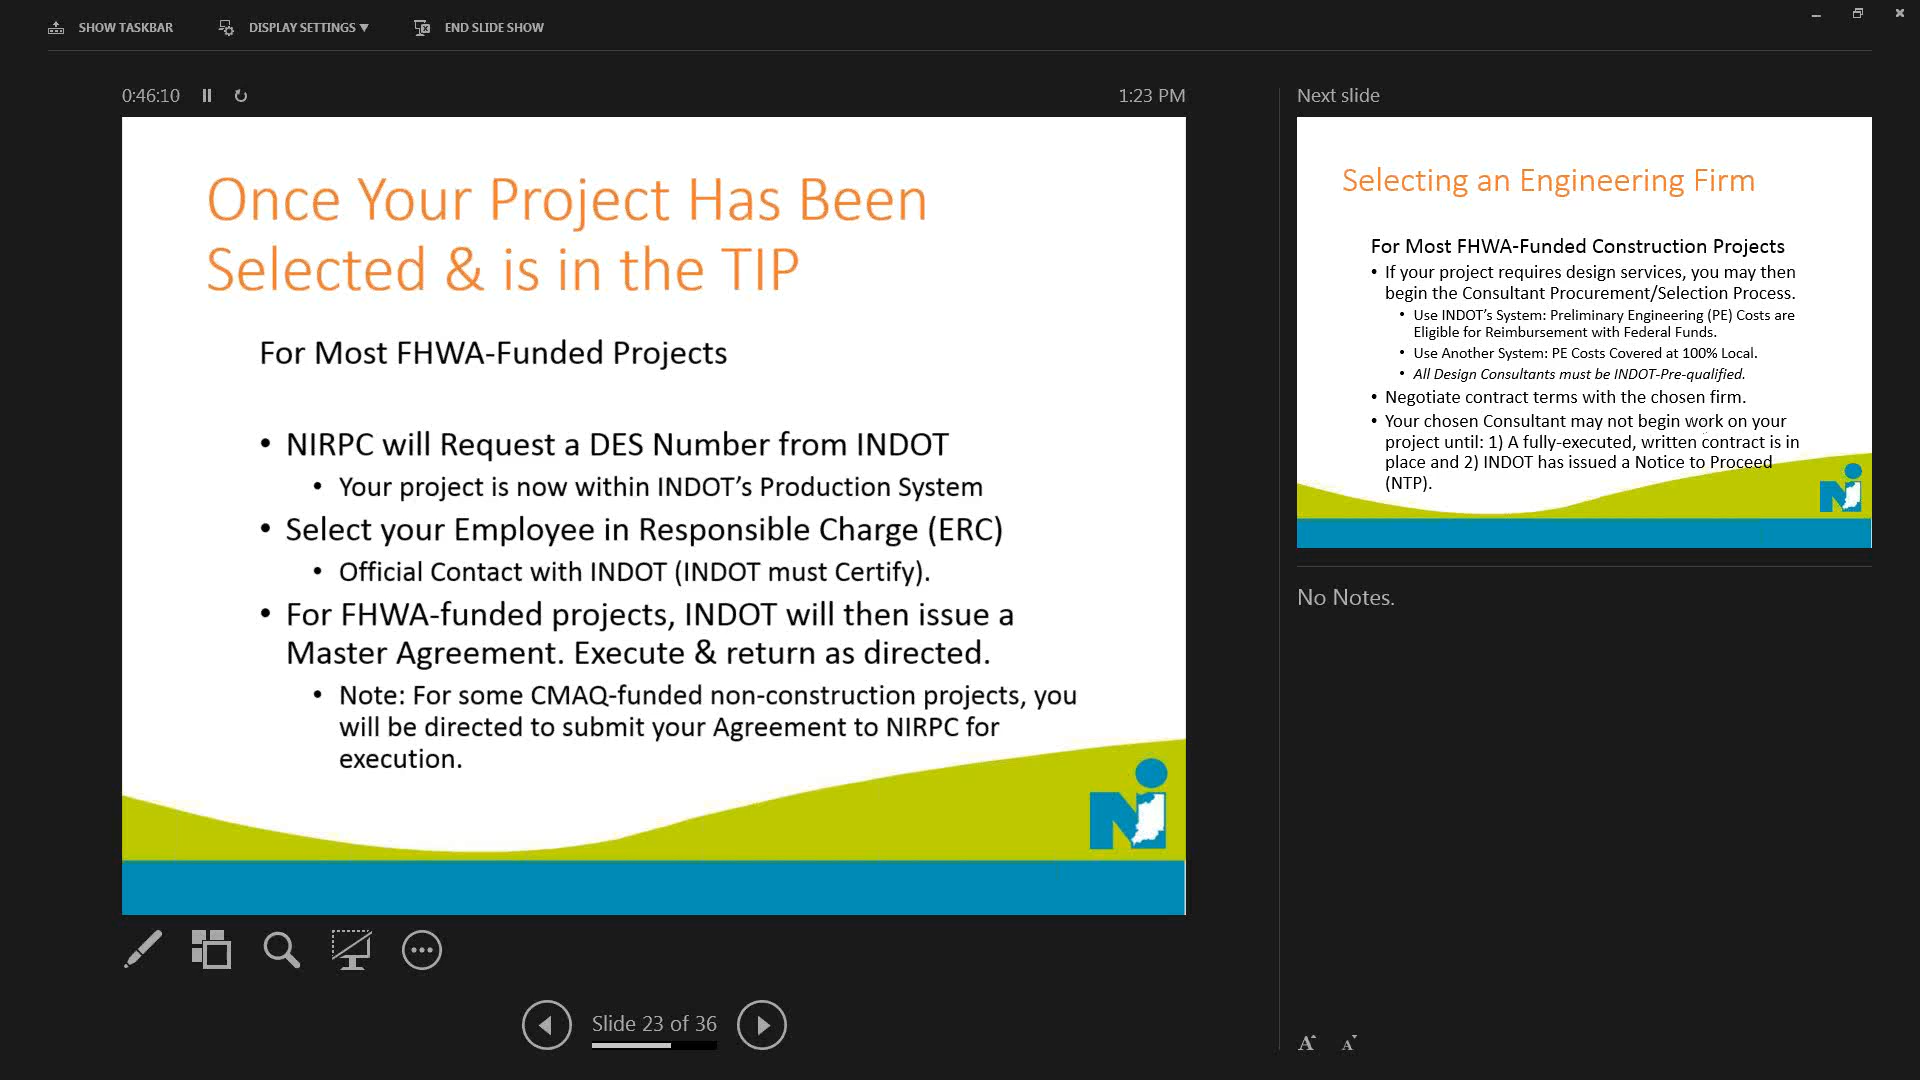 SHOW TASKBAR DISPLAY SETTINGS ▼ END SLIDE SHOW
0:46:10 1:23 PM
Once Your Project Has Been
Selected & is in the TIP
For Most FHWA-Funded Projects
• NIRPC will Request a DES Number from INDOT
• Your project is now within INDOT’s Production System
• Select your Employee in Responsible Charge (ERC)
• Official Contact with INDOT (INDOT must Certify).
• For FHWA-funded projects, INDOT will then issue a
Master Agreement. Execute & return as directed.
• Note: For some CMAQ-funded non-construction projects, you
will be directed to submit your Agreement to NIRPC for
execution.
Slide 23 of 36
Next slide
Selecting an Engineering Firm
For Most FHWA-Funded Construction Projects
• If your project requires design services, you may then
begin the Consultant Procurement/Selection Process.
• Use INDOT’s System: Preliminary Engineering (PE) Costs are
Eligible for Reimbursement with Federal Funds.
• Use Another System: PE Costs Covered at 100% Local.
• All Design Consultants must be INDOT-Pre-qualified.
• Negotiate contract terms with the chosen firm.
• Your chosen Consultant may not begin work on your
project until: 1) A fully-executed, written contract is in
place and 2) INDOT has issued a Notice to Proceed
(NTP).
No Notes.
A A